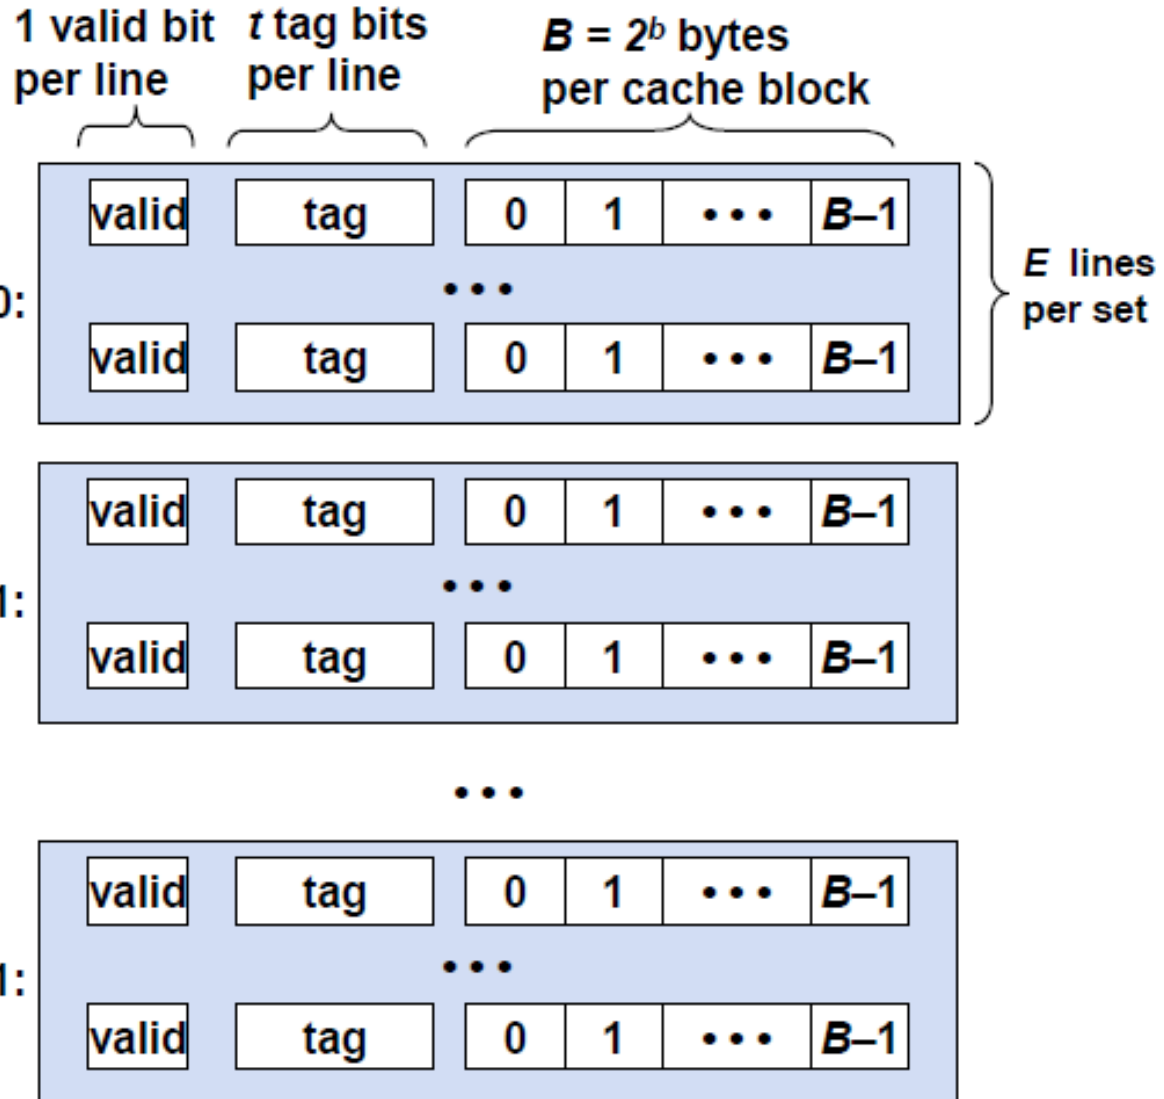 1 valid bit
per line
t tag bits
per line
B = 2ᵇ bytes
per cache block
valid tag 0 1 ••• B–1
•••
0:
valid tag 0 1 ••• B–1
E lines
per set
valid tag 0 1 ••• B–1
•••
1:
valid tag 0 1 ••• B–1
•••
valid tag 0 1 ••• B–1
•••
1:
valid tag 0 1 ••• B–1